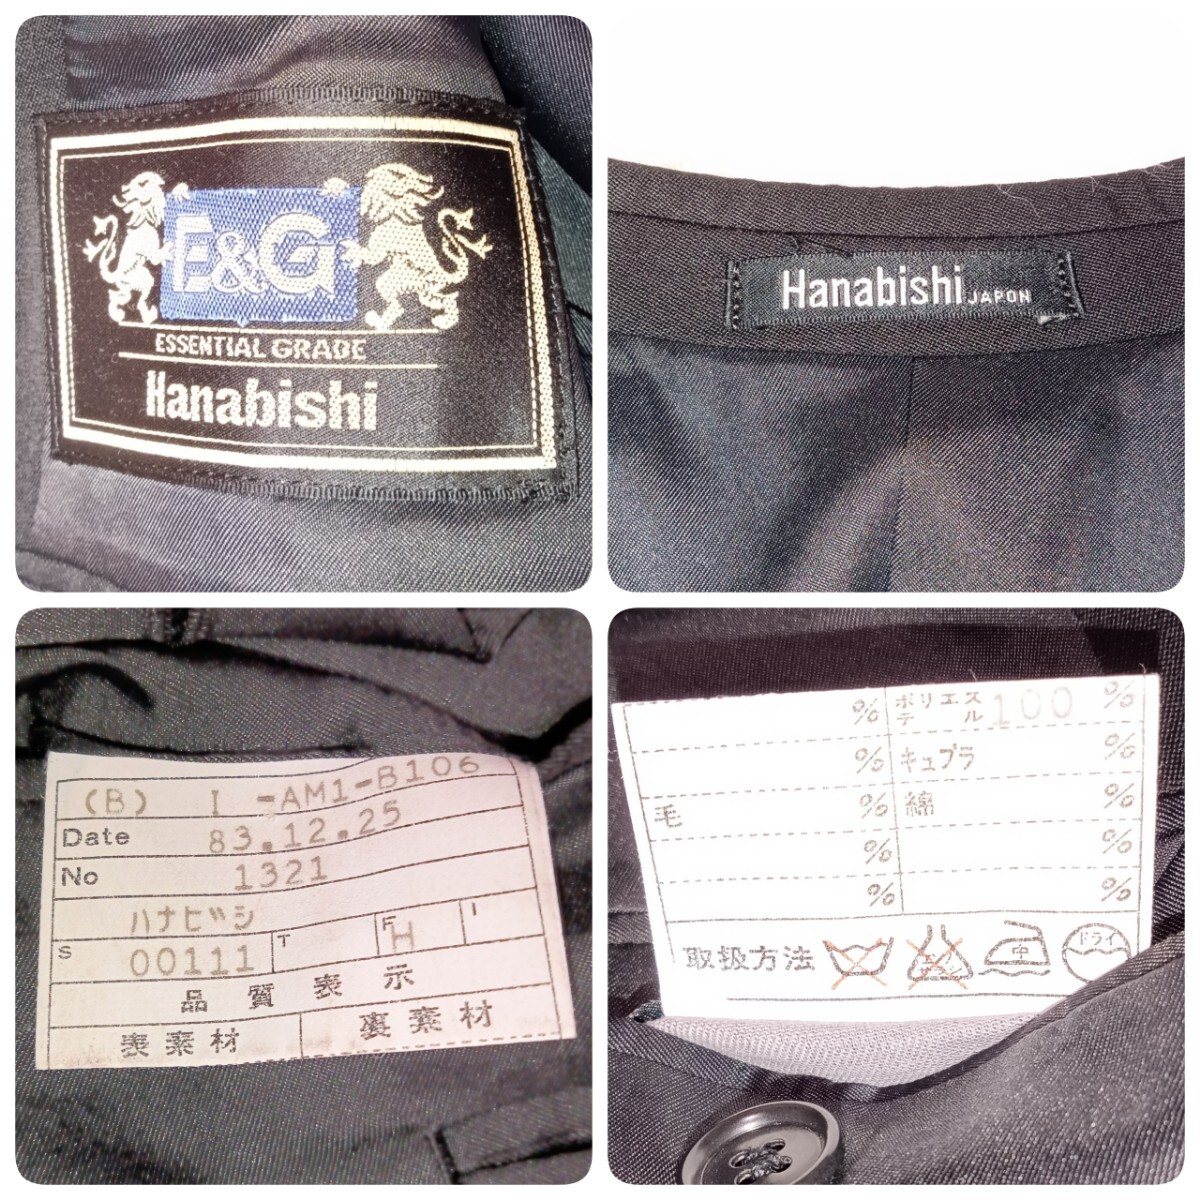 E&G
ESSENTIAL GRADE
Hanabishi
Hanabishi JAPON
(B) I -AM1-B106
Date 83.12.25
No 1321
ハナビシ
S 00111 T F H I
品質表示
表素材 裏素材
% ポリエステル 100 %
% キュプラ %
毛 % 綿 %
% %
% %
取扱方法 中 ドライ